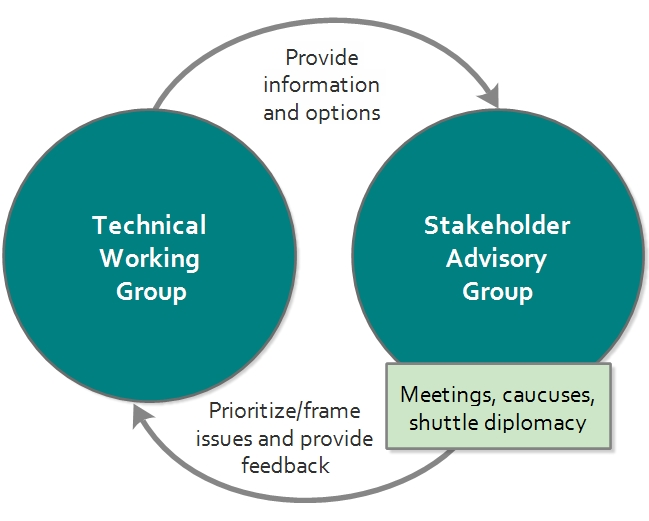 Provide
information
and options
Technical
Working
Group
Stakeholder
Advisory
Group
Meetings, caucuses,
shuttle diplomacy
Prioritize/frame
issues and provide
feedback